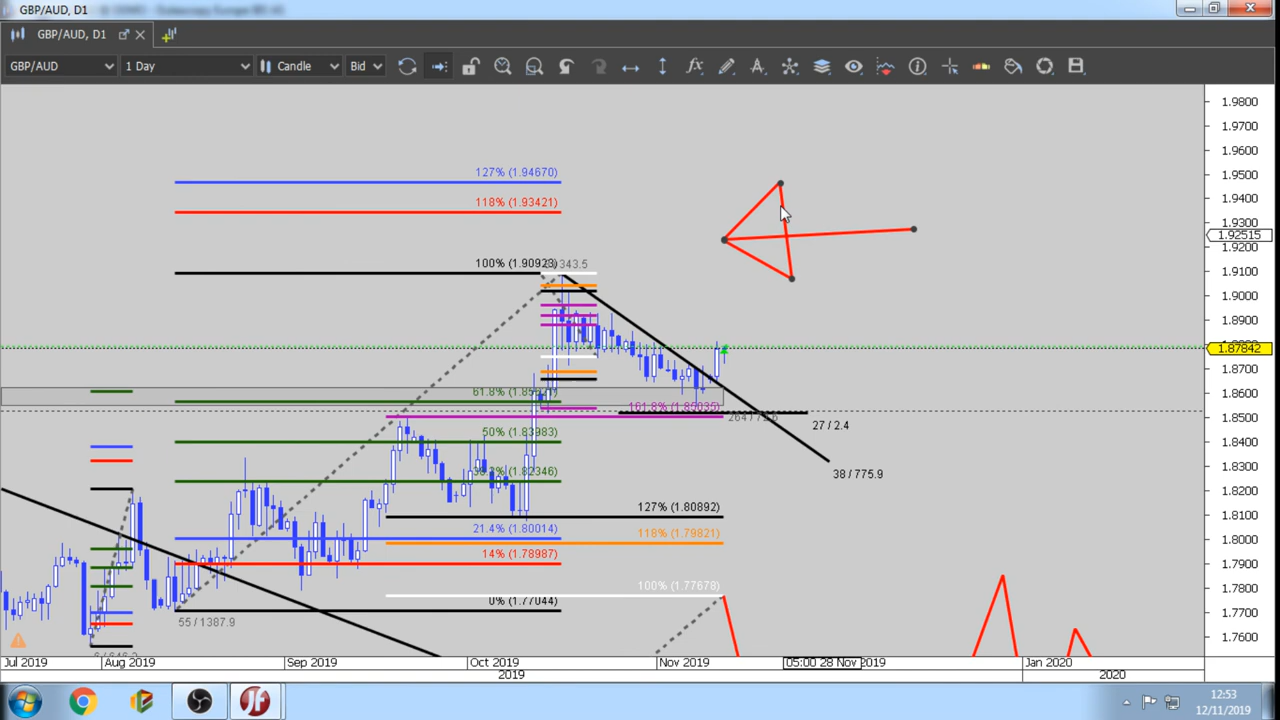 GBP/AUD, D1
GBP/AUD, D1
GBP/AUD
1 Day
Candle
Bid
127% (1.94670)
118% (1.93421)
100% (1.90923)
343.5
61.8%
161.8% (1.85035)
50% (1.83983)
(1.82346)
127% (1.80892)
21.4% (1.80014)
118% (1.79821)
14% (1.78987)
100% (1.77678)
0% (1.77044)
55 / 1387.9
27 / 2.4
38 / 775.9
1.9800
1.9700
1.9600
1.9500
1.9400
1.9300
1.92515
1.9200
1.9100
1.9000
1.8900
1.87842
1.8700
1.8600
1.8500
1.8400
1.8300
1.8200
1.8100
1.8000
1.7900
1.7800
1.7700
1.7600
Jul 2019
Aug 2019
Sep 2019
Oct 2019
Nov 2019
05:00 28 Nov 2019
Jan 2020
2019
2020
12:53
12/11/2019